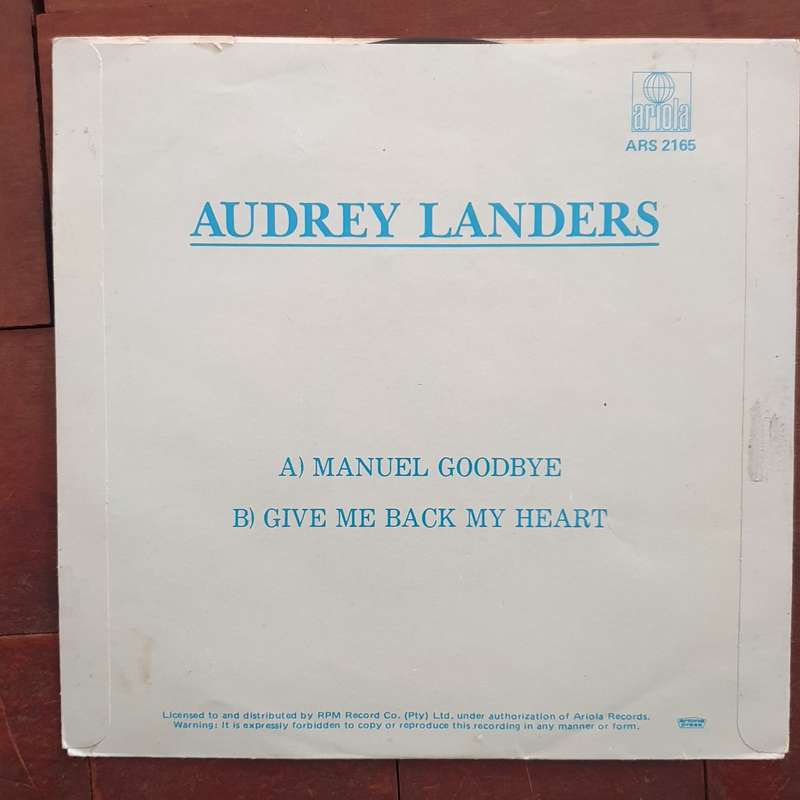 ariola
ARS 2165
AUDREY LANDERS
A) MANUEL GOODBYE
B) GIVE ME BACK MY HEART
Licensed to and distributed by RPM Record Co. (Pty) Ltd. under authorization of Ariola Records.
Warning: It is expressly forbidden to copy or reproduce this recording in any manner or form.